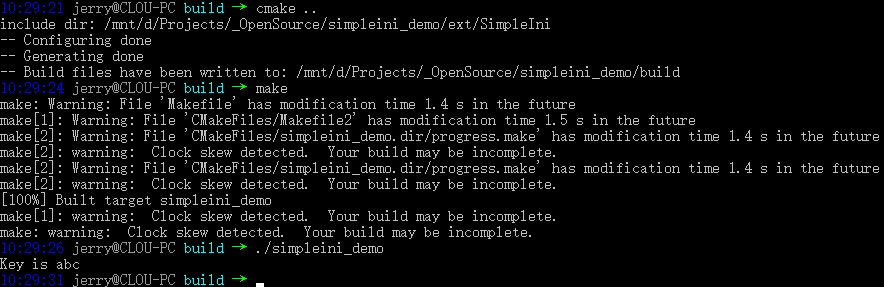 10:29:21 jerry@CLOU-PC build → cmake ..
include dir: /mnt/d/Projects/_OpenSource/simpleini_demo/ext/SimpleIni
-- Configuring done
-- Generating done
-- Build files have been written to: /mnt/d/Projects/_OpenSource/simpleini_demo/build
10:29:24 jerry@CLOU-PC build → make
make: Warning: File 'Makefile' has modification time 1.4 s in the future
make[1]: Warning: File 'CMakeFiles/Makefile2' has modification time 1.5 s in the future
make[2]: Warning: File 'CMakeFiles/simpleini_demo.dir/progress.make' has modification time 1.4 s in the future
make[2]: warning:  Clock skew detected.  Your build may be incomplete.
make[2]: Warning: File 'CMakeFiles/simpleini_demo.dir/progress.make' has modification time 1.4 s in the future
make[2]: warning:  Clock skew detected.  Your build may be incomplete.
[100%] Built target simpleini_demo
make[1]: warning:  Clock skew detected.  Your build may be incomplete.
make: warning:  Clock skew detected.  Your build may be incomplete.
10:29:26 jerry@CLOU-PC build → ./simpleini_demo
Key is abc
10:29:31 jerry@CLOU-PC build →